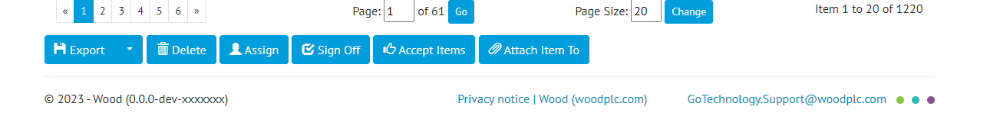 « 1 2 3 4 5 6 » Page: 1 of 61 Go Page Size: 20 Change Item 1 to 20 of 1220
Export Delete Assign Sign Off Accept Items Attach Item To
© 2023 - Wood (0.0.0-dev-xxxxxxx) Privacy notice | Wood (woodplc.com) GoTechnology.Support@woodplc.com